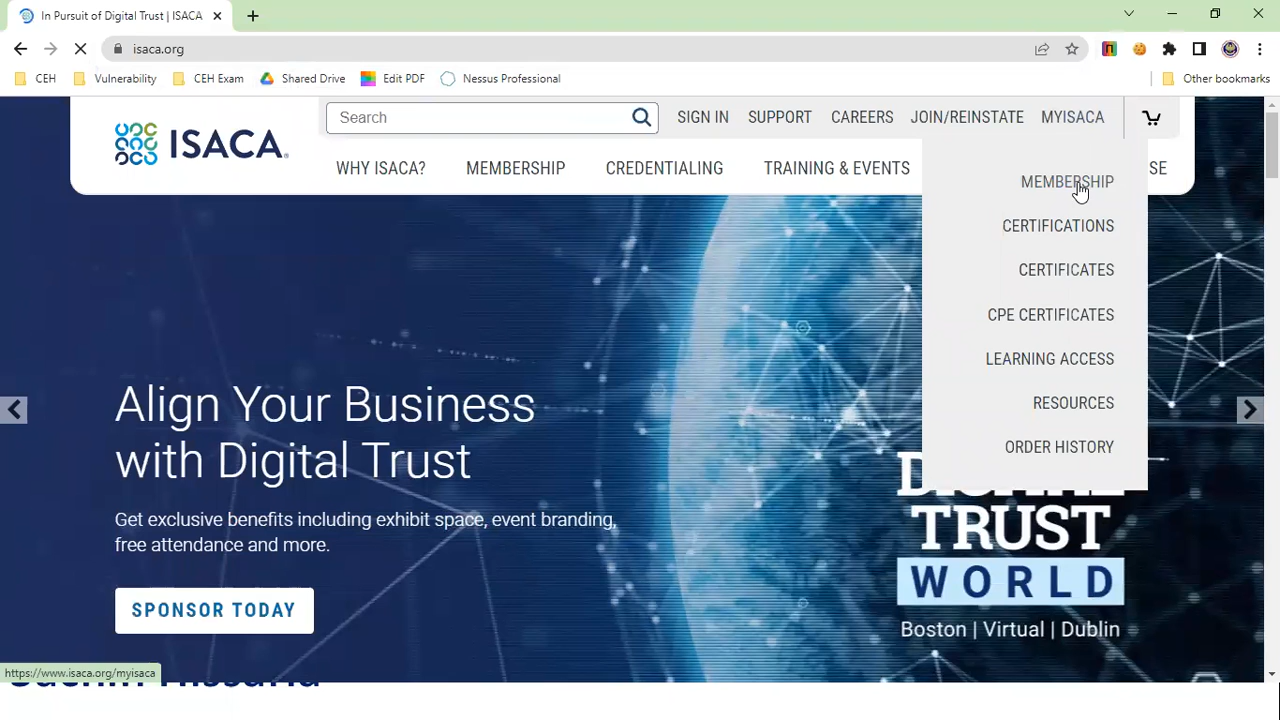 In Pursuit of Digital Trust | ISACA
isaca.org
CEH
Vulnerability
CEH Exam
Shared Drive
Edit PDF
Nessus Professional
Other bookmarks
ISACA
Search
SIGN IN
SUPPORT
CAREERS
JOIN/REINSTATE
MYISACA
WHY ISACA?
MEMBERSHIP
CREDENTIALING
TRAINING & EVENTS
SE
MEMBERSHIP
CERTIFICATIONS
CERTIFICATES
CPE CERTIFICATES
LEARNING ACCESS
RESOURCES
ORDER HISTORY
Align Your Business
with Digital Trust
Get exclusive benefits including exhibit space, event branding,
free attendance and more.
SPONSOR TODAY
DIGITAL
TRUST
WORLD
Boston | Virtual | Dublin
https://www.isaca.org/myisaca